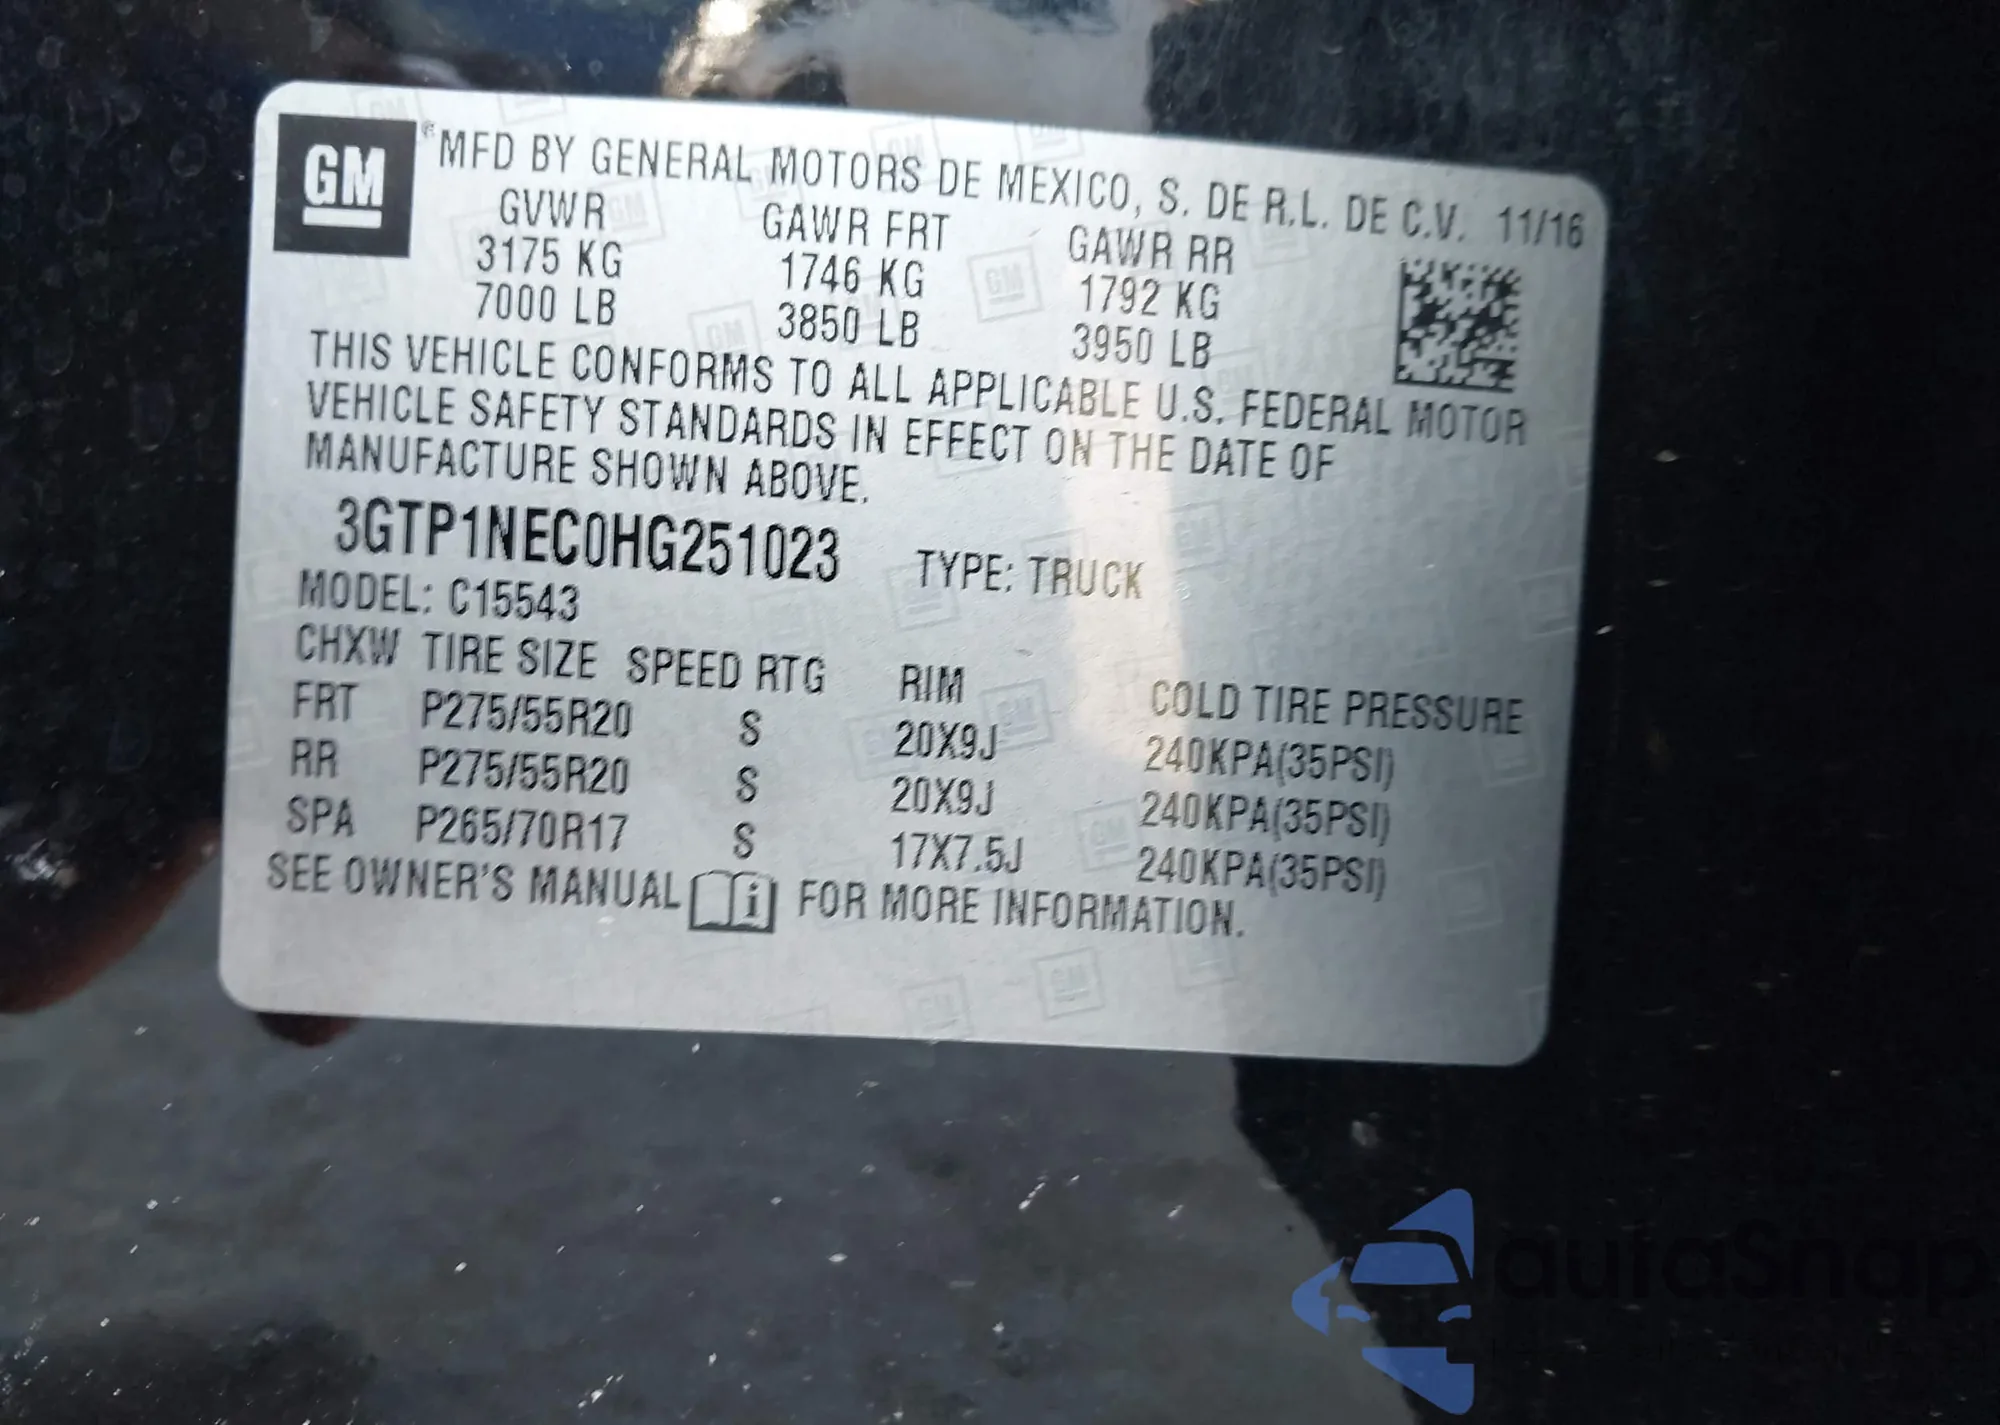 GM
®MFD BY GENERAL MOTORS DE MEXICO, S. DE R.L. DE C.V. 11/16
GVWR GAWR FRT GAWR RR
3175 KG 1746 KG 1792 KG
7000 LB 3850 LB 3950 LB
THIS VEHICLE CONFORMS TO ALL APPLICABLE U.S. FEDERAL MOTOR
VEHICLE SAFETY STANDARDS IN EFFECT ON THE DATE OF
MANUFACTURE SHOWN ABOVE.
3GTP1NEC0HG251023 TYPE: TRUCK
MODEL: C15543
CHXW TIRE SIZE SPEED RTG RIM COLD TIRE PRESSURE
FRT P275/55R20 S 20X9J 240KPA(35PSI)
RR P275/55R20 S 20X9J 240KPA(35PSI)
SPA P265/70R17 S 17X7.5J 240KPA(35PSI)
SEE OWNER'S MANUAL i FOR MORE INFORMATION.
autaSnap